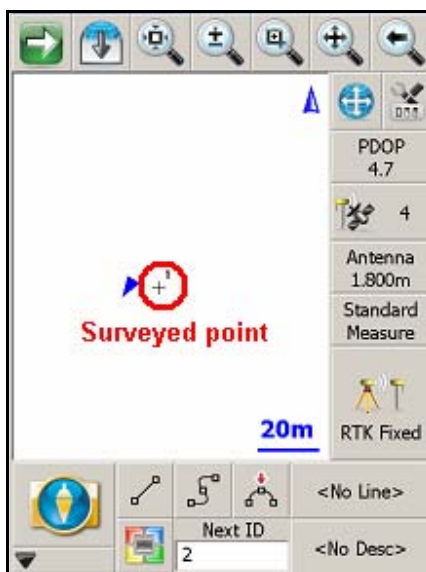 PDOP
4.7
4
Antenna
1.800m
1
Standard
Measure
Surveyed point
20m
RTK Fixed
<No Line>
Next ID
2
<No Desc>